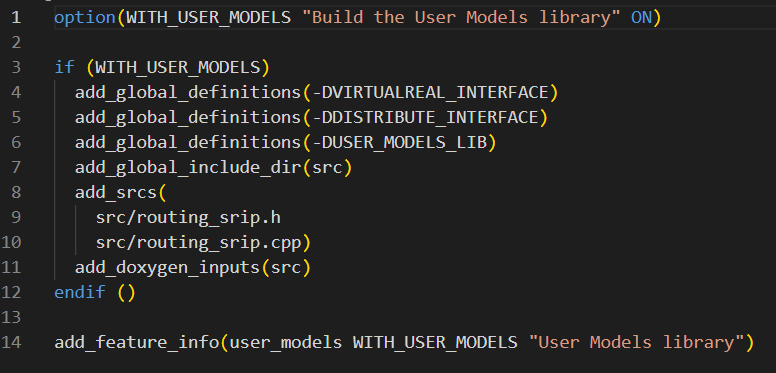 1 option(WITH_USER_MODELS "Build the User Models library" ON)
2
3 if (WITH_USER_MODELS)
4   add_global_definitions(-DVIRTUALREAL_INTERFACE)
5   add_global_definitions(-DDISTRIBUTE_INTERFACE)
6   add_global_definitions(-DUSER_MODELS_LIB)
7   add_global_include_dir(src)
8   add_srcs(
9     src/routing_srip.h
10     src/routing_srip.cpp)
11   add_doxygen_inputs(src)
12 endif ()
13
14 add_feature_info(user_models WITH_USER_MODELS "User Models library")